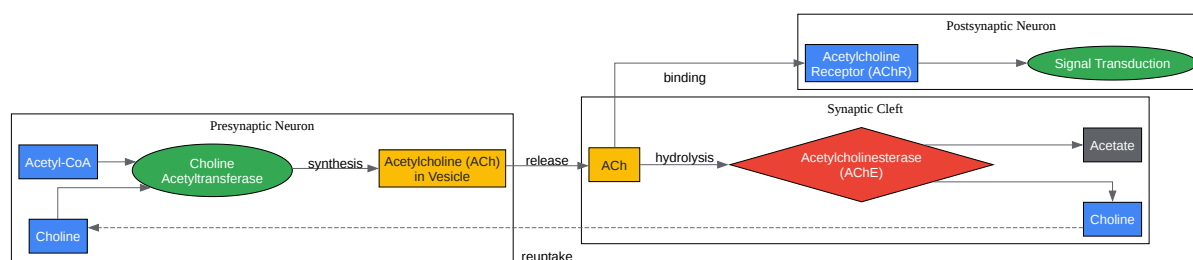 Postsynaptic Neuron
Acetylcholine
Receptor (AChR)
Signal Transduction
binding
Synaptic Cleft
Presynaptic Neuron
Acetyl-CoA
Choline
Acetyltransferase
synthesis
Acetylcholine (ACh)
in Vesicle
release
ACh
hydrolysis
Acetylcholinesterase
(AChE)
Acetate
Choline
Choline
reuptake